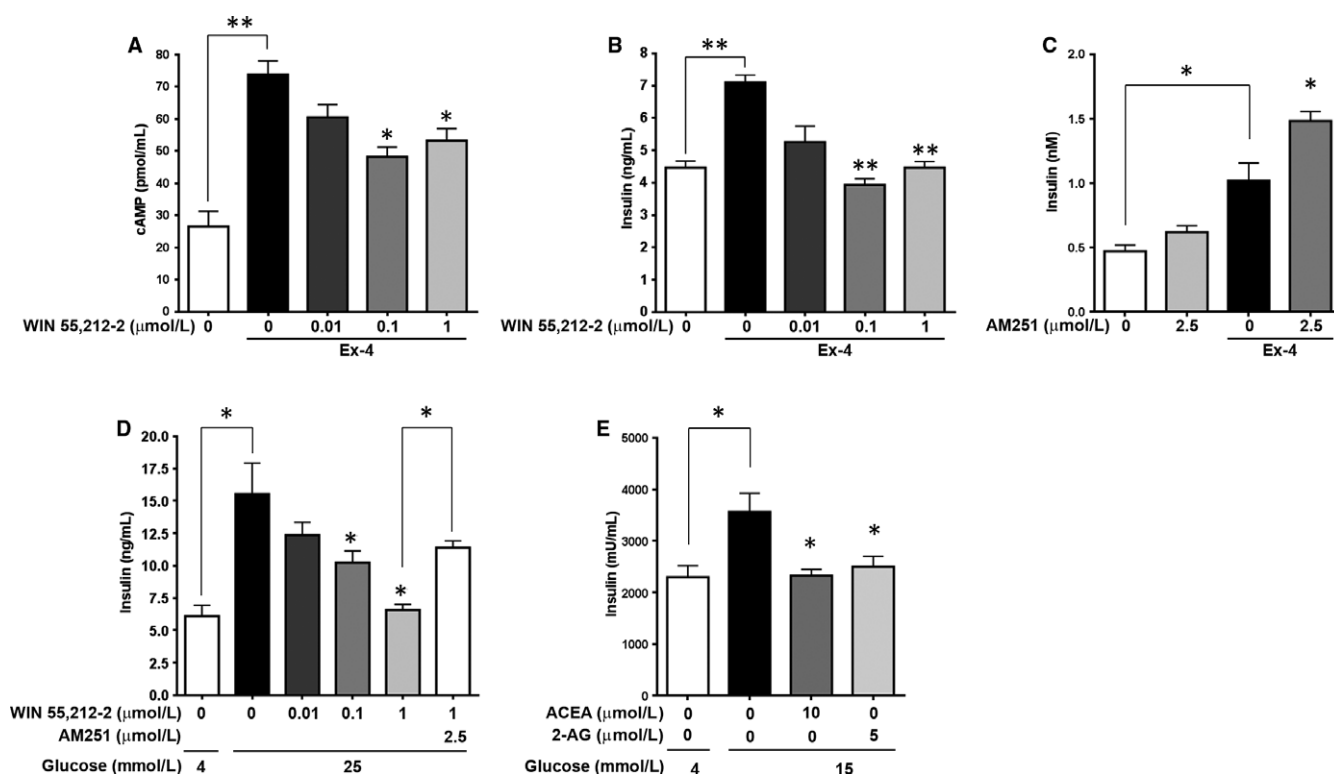 A
**
cAMP (pmol/mL)
80
70
60
50
40
30
20
10
0
*
*
WIN 55,212-2 (μmol/L) 0 0 0.01 0.1 1
Ex-4
B
**
Insulin (ng/mL)
8
7
6
5
4
3
2
1
0
**
**
WIN 55,212-2 (μmol/L) 0 0 0.01 0.1 1
Ex-4
C
*
*
Insulin (nM)
2.0
1.5
1.0
0.5
0.0
AM251 (μmol/L) 0 2.5 0 2.5
Ex-4
D
*
*
Insulin (ng/mL)
20.0
17.5
15.0
12.5
10.0
7.5
5.0
2.5
0.0
*
*
WIN 55,212-2 (μmol/L) 0 0 0.01 0.1 1 1
AM251 (μmol/L) 2.5
Glucose (mmol/L) 4 25
E
*
Insulin (mU/mL)
5000
4000
3000
2000
1000
0
*
*
ACEA (μmol/L) 0 0 10 0
2-AG (μmol/L) 0 0 0 5
Glucose (mmol/L) 4 15